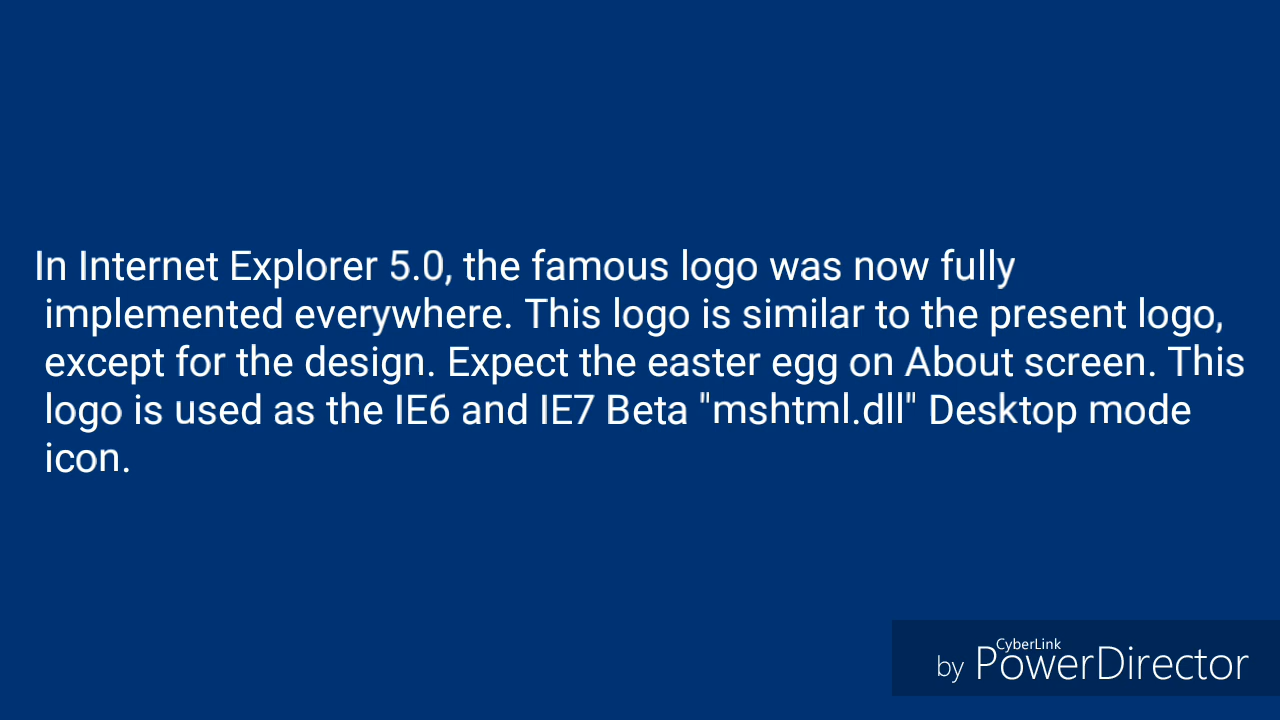 In Internet Explorer 5.0, the famous logo was now fully
implemented everywhere. This logo is similar to the present logo,
except for the design. Expect the easter egg on About screen. This
logo is used as the IE6 and IE7 Beta "mshtml.dll" Desktop mode
icon.
by CyberLink PowerDirector